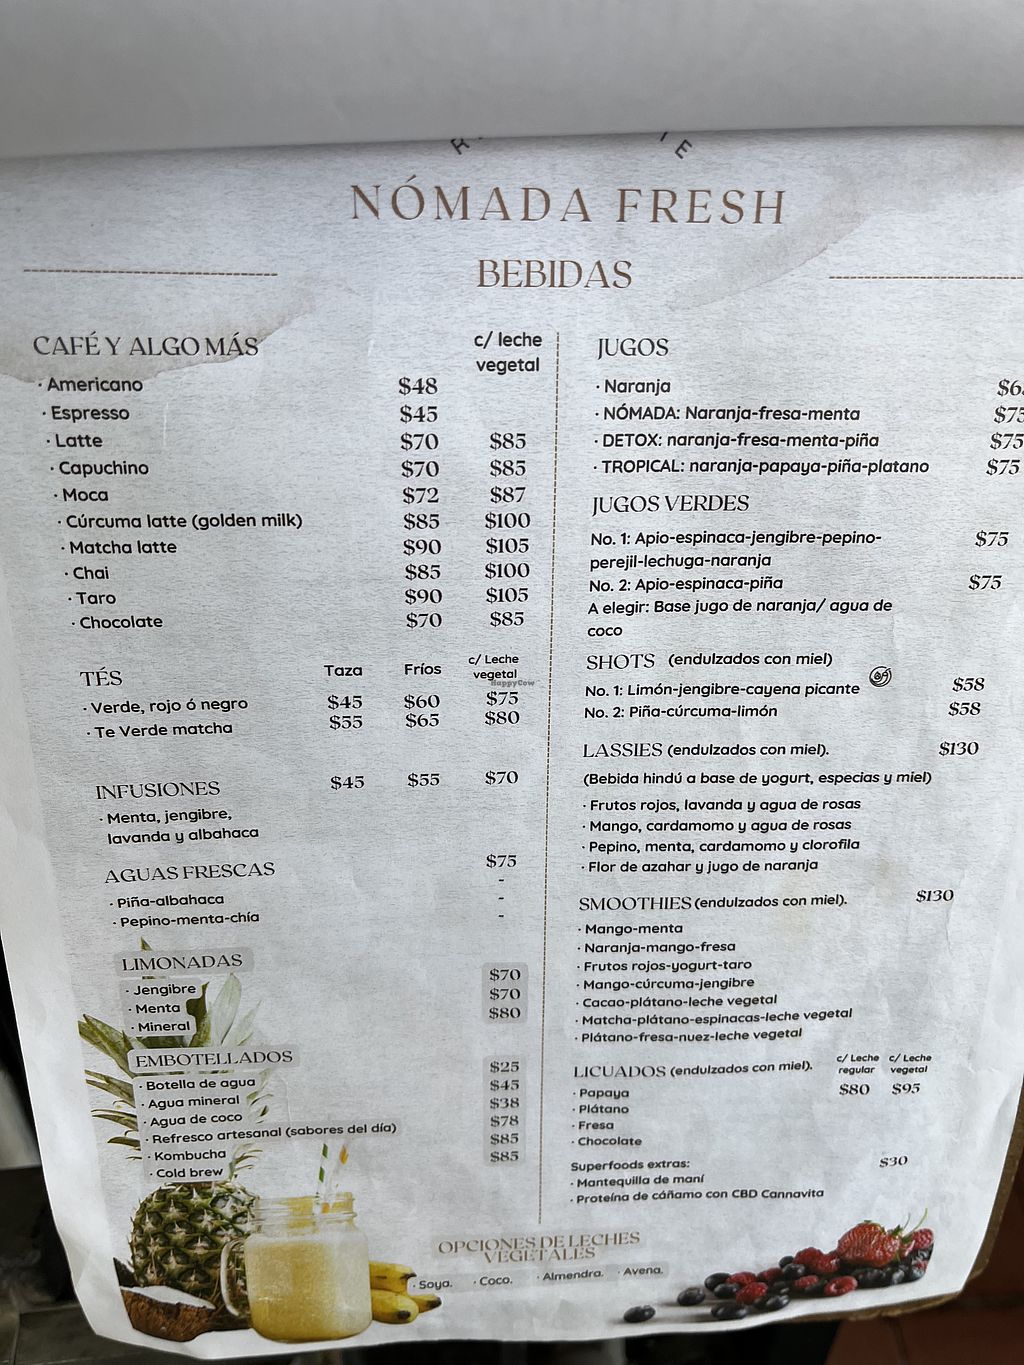 NÓMADA FRESH
BEBIDAS
CAFÉ Y ALGO MÁS
c/ leche
vegetal
· Americano $48
· Espresso $45
· Latte $70 $85
· Capuchino $70 $85
· Moca $72 $87
· Cúrcuma latte (golden milk) $85 $100
· Matcha latte $90 $105
· Chai $85 $100
· Taro $90 $105
· Chocolate $70 $85
TÉS Taza Fríos c/ Leche
vegetal
HappyCow
· Verde, rojo ó negro $45 $60 $75
· Te Verde matcha $55 $65 $80
INFUSIONES $45 $55 $70
· Menta, jengibre,
lavanda y albahaca
AGUAS FRESCAS $75
-
· Piña-albahaca -
· Pepino-menta-chía -
LIMONADAS
· Jengibre $70
· Menta $70
· Mineral $80
EMBOTELLADOS
· Botella de agua $25
· Agua mineral $45
· Agua de coco $38
· Refresco artesanal (sabores del día) $78
· Kombucha $85
· Cold brew $85
JUGOS
· Naranja
· NÓMADA: Naranja-fresa-menta $75
· DETOX: naranja-fresa-menta-piña $75
· TROPICAL: naranja-papaya-piña-platano $75
JUGOS VERDES
No. 1: Apio-espinaca-jengibre-pepino- $75
perejil-lechuga-naranja
No. 2: Apio-espinaca-piña $75
A elegir: Base jugo de naranja/ agua de
coco
SHOTS (endulzados con miel)
No. 1: Limón-jengibre-cayena picante $58
No. 2: Piña-cúrcuma-limón $58
LASSIES (endulzados con miel). $130
(Bebida hindú a base de yogurt, especias y miel)
· Frutos rojos, lavanda y agua de rosas
· Mango, cardamomo y agua de rosas
· Pepino, menta, cardamomo y clorofila
· Flor de azahar y jugo de naranja
SMOOTHIES (endulzados con miel). $130
· Mango-menta
· Naranja-mango-fresa
· Frutos rojos-yogurt-taro
· Mango-cúrcuma-jengibre
· Cacao-plátano-leche vegetal
· Matcha-plátano-espinacas-leche vegetal
· Plátano-fresa-nuez-leche vegetal
LICUADOS (endulzados con miel). c/ Leche regular c/ Leche vegetal
· Papaya $80 $95
· Plátano
· Fresa
· Chocolate
Superfoods extras: $30
· Mantequilla de maní
· Proteína de cáñamo con CBD Cannavita
OPCIONES DE LECHES
VEGETALES
· Soya. · Coco. · Almendra. · Avena.